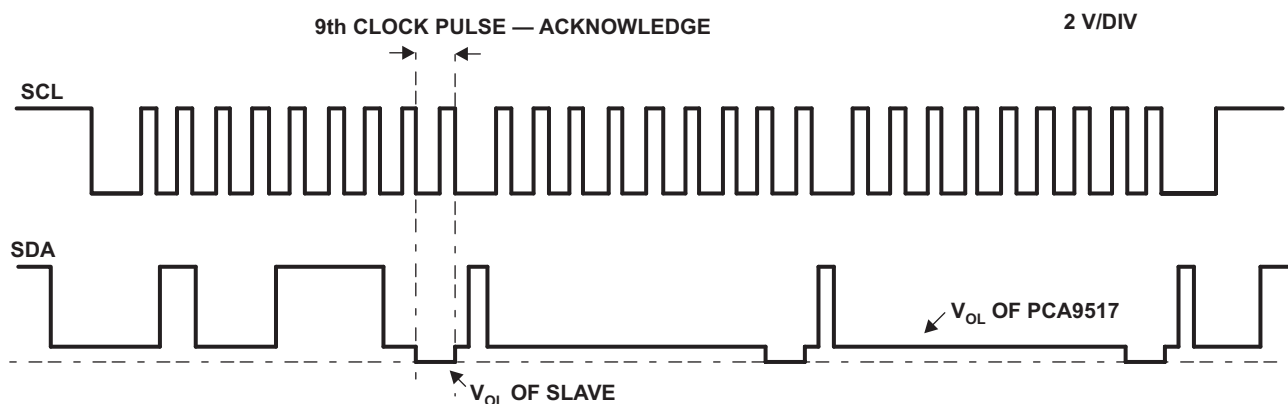 9th CLOCK PULSE — ACKNOWLEDGE
2 V/DIV
SCL
SDA
VOL OF PCA9517
VOL OF SLAVE